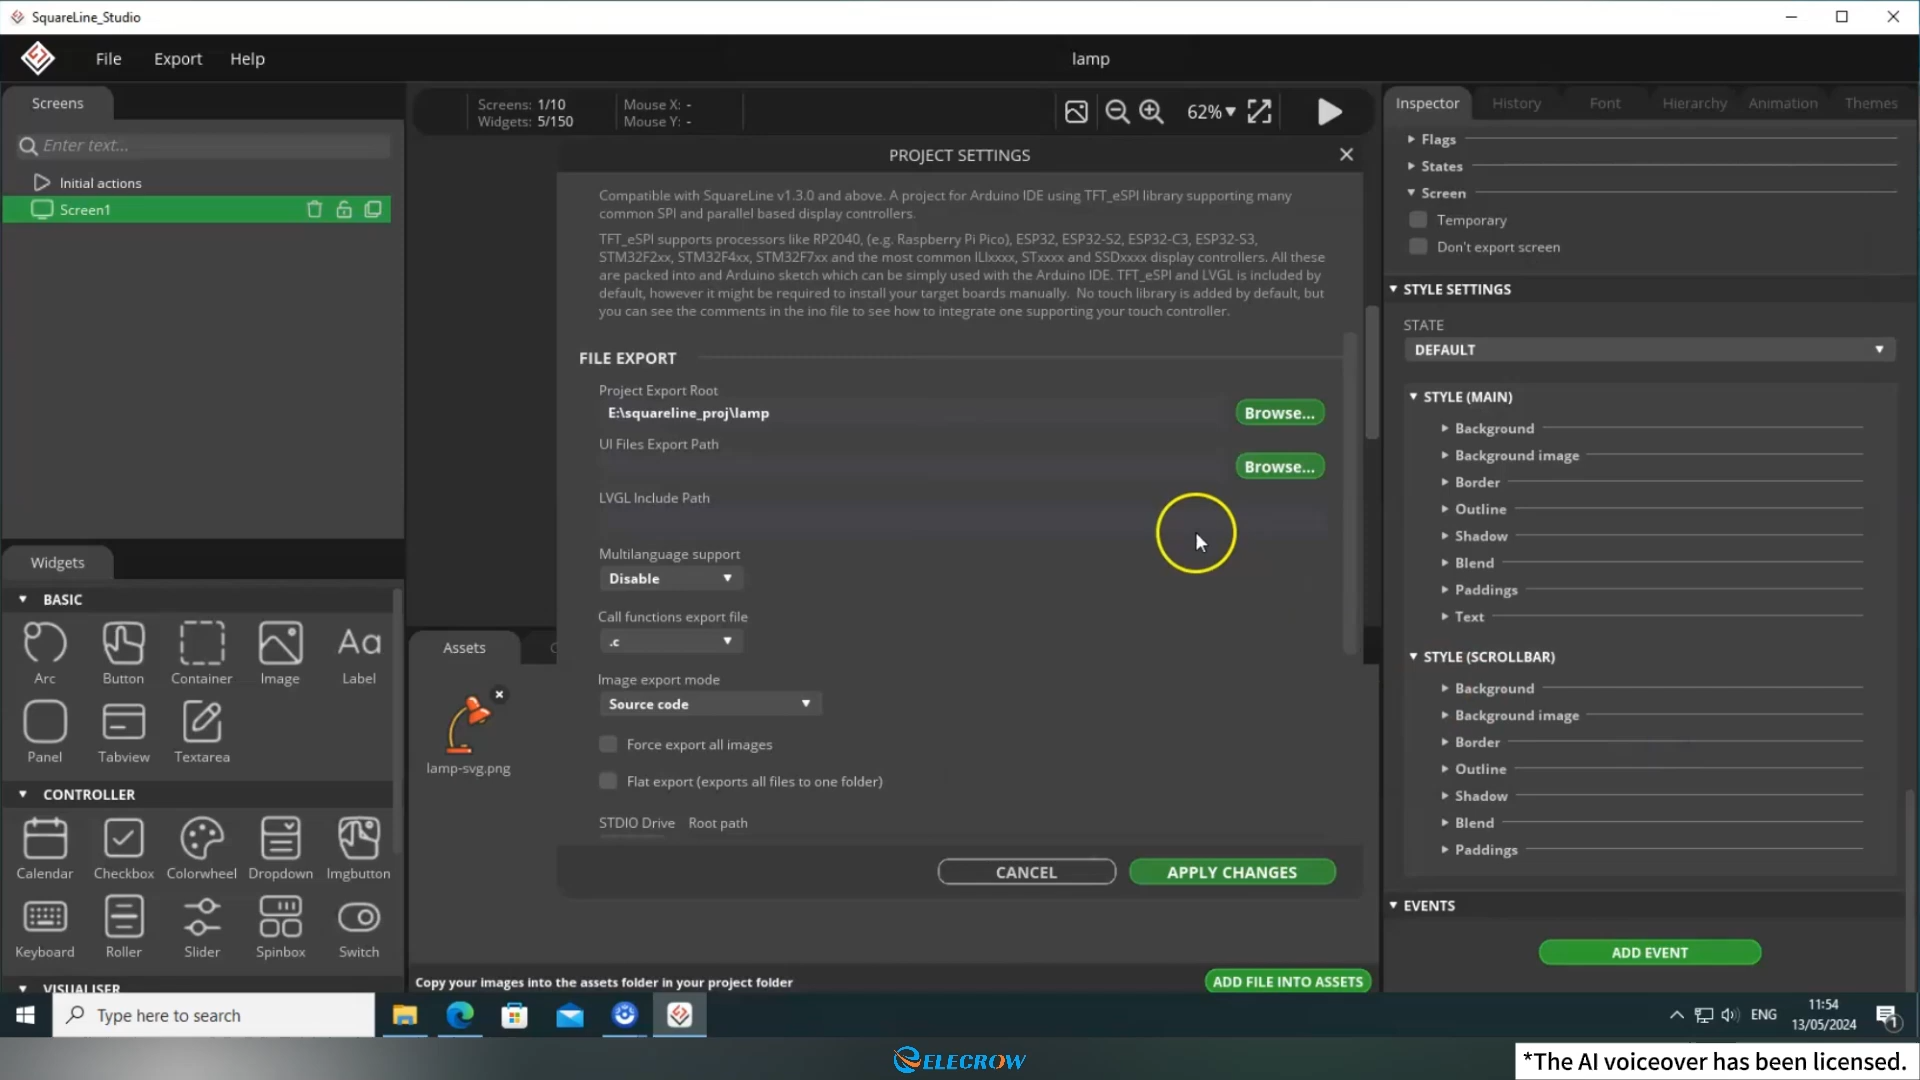 SquareLine_Studio
File
Export
Help
lamp
Screens
Enter text...
Initial actions
Screen1
Screens: 1/10
Widgets: 5/150
Mouse X: -
Mouse Y: -
62%
PROJECT SETTINGS
Compatible with SquareLine v1.3.0 and above. A project for Arduino IDE using TFT_eSPI library supporting many
common SPI and parallel based display controllers.
TFT_eSPI supports processors like RP2040, (e.g. Raspberry Pi Pico), ESP32, ESP32-S2, ESP32-C3, ESP32-S3,
STM32F2xx, STM32F4xx, STM32F7xx and the most common ILIxxxx, STxxxx and SSDxxxx display controllers. All these
are packed into and Arduino sketch which can be simply used with the Arduino IDE. TFT_eSPI and LVGL is included by
default, however it might be required to install your target boards manually. No touch library is added by default, but
you can see the comments in the ino file to see how to integrate one supporting your touch controller.
FILE EXPORT
Project Export Root
E:\squareline_proj\lamp
Browse...
UI Files Export Path
Browse...
LVGL Include Path
Multilanguage support
Disable
Call functions export file
.c
Image export mode
Source code
Force export all images
Flat export (exports all files to one folder)
STDIO Drive Root path
CANCEL
APPLY CHANGES
Widgets
BASIC
Arc
Button
Container
Image
Label
Panel
Tabview
Textarea
CONTROLLER
Calendar
Checkbox
Colorwheel
Dropdown
Imgbutton
Keyboard
Roller
Slider
Spinbox
Switch
VISUALISER
Assets
lamp-svg.png
Copy your images into the assets folder in your project folder
ADD FILE INTO ASSETS
Inspector
History
Font
Hierarchy
Animation
Themes
Flags
States
Screen
Temporary
Don't export screen
STYLE SETTINGS
STATE
DEFAULT
STYLE (MAIN)
Background
Background image
Border
Outline
Shadow
Blend
Paddings
Text
STYLE (SCROLLBAR)
Background
Background image
Border
Outline
Shadow
Blend
Paddings
EVENTS
ADD EVENT
Type here to search
ENG
11:54
13/05/2024
1
ELECROW
*The AI voiceover has been licensed.